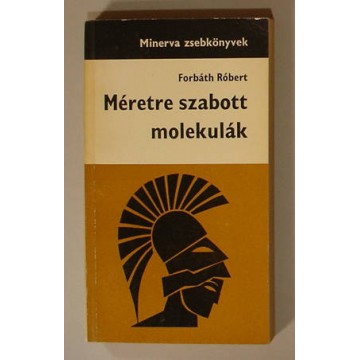 Minerva zsebkönyvek
Forbáth Róbert
Méretre szabott
molekulák